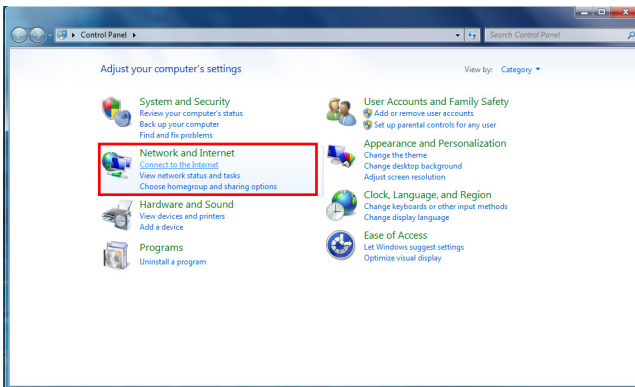 Control Panel
Search Control Panel
Adjust your computer's settings
View by: Category
System and Security
Review your computer's status
Back up your computer
Find and fix problems
Network and Internet
Connect to the Internet
View network status and tasks
Choose homegroup and sharing options
Hardware and Sound
View devices and printers
Add a device
Programs
Uninstall a program
User Accounts and Family Safety
Add or remove user accounts
Set up parental controls for any user
Appearance and Personalization
Change the theme
Change desktop background
Adjust screen resolution
Clock, Language, and Region
Change keyboards or other input methods
Change display language
Ease of Access
Let Windows suggest settings
Optimize visual display